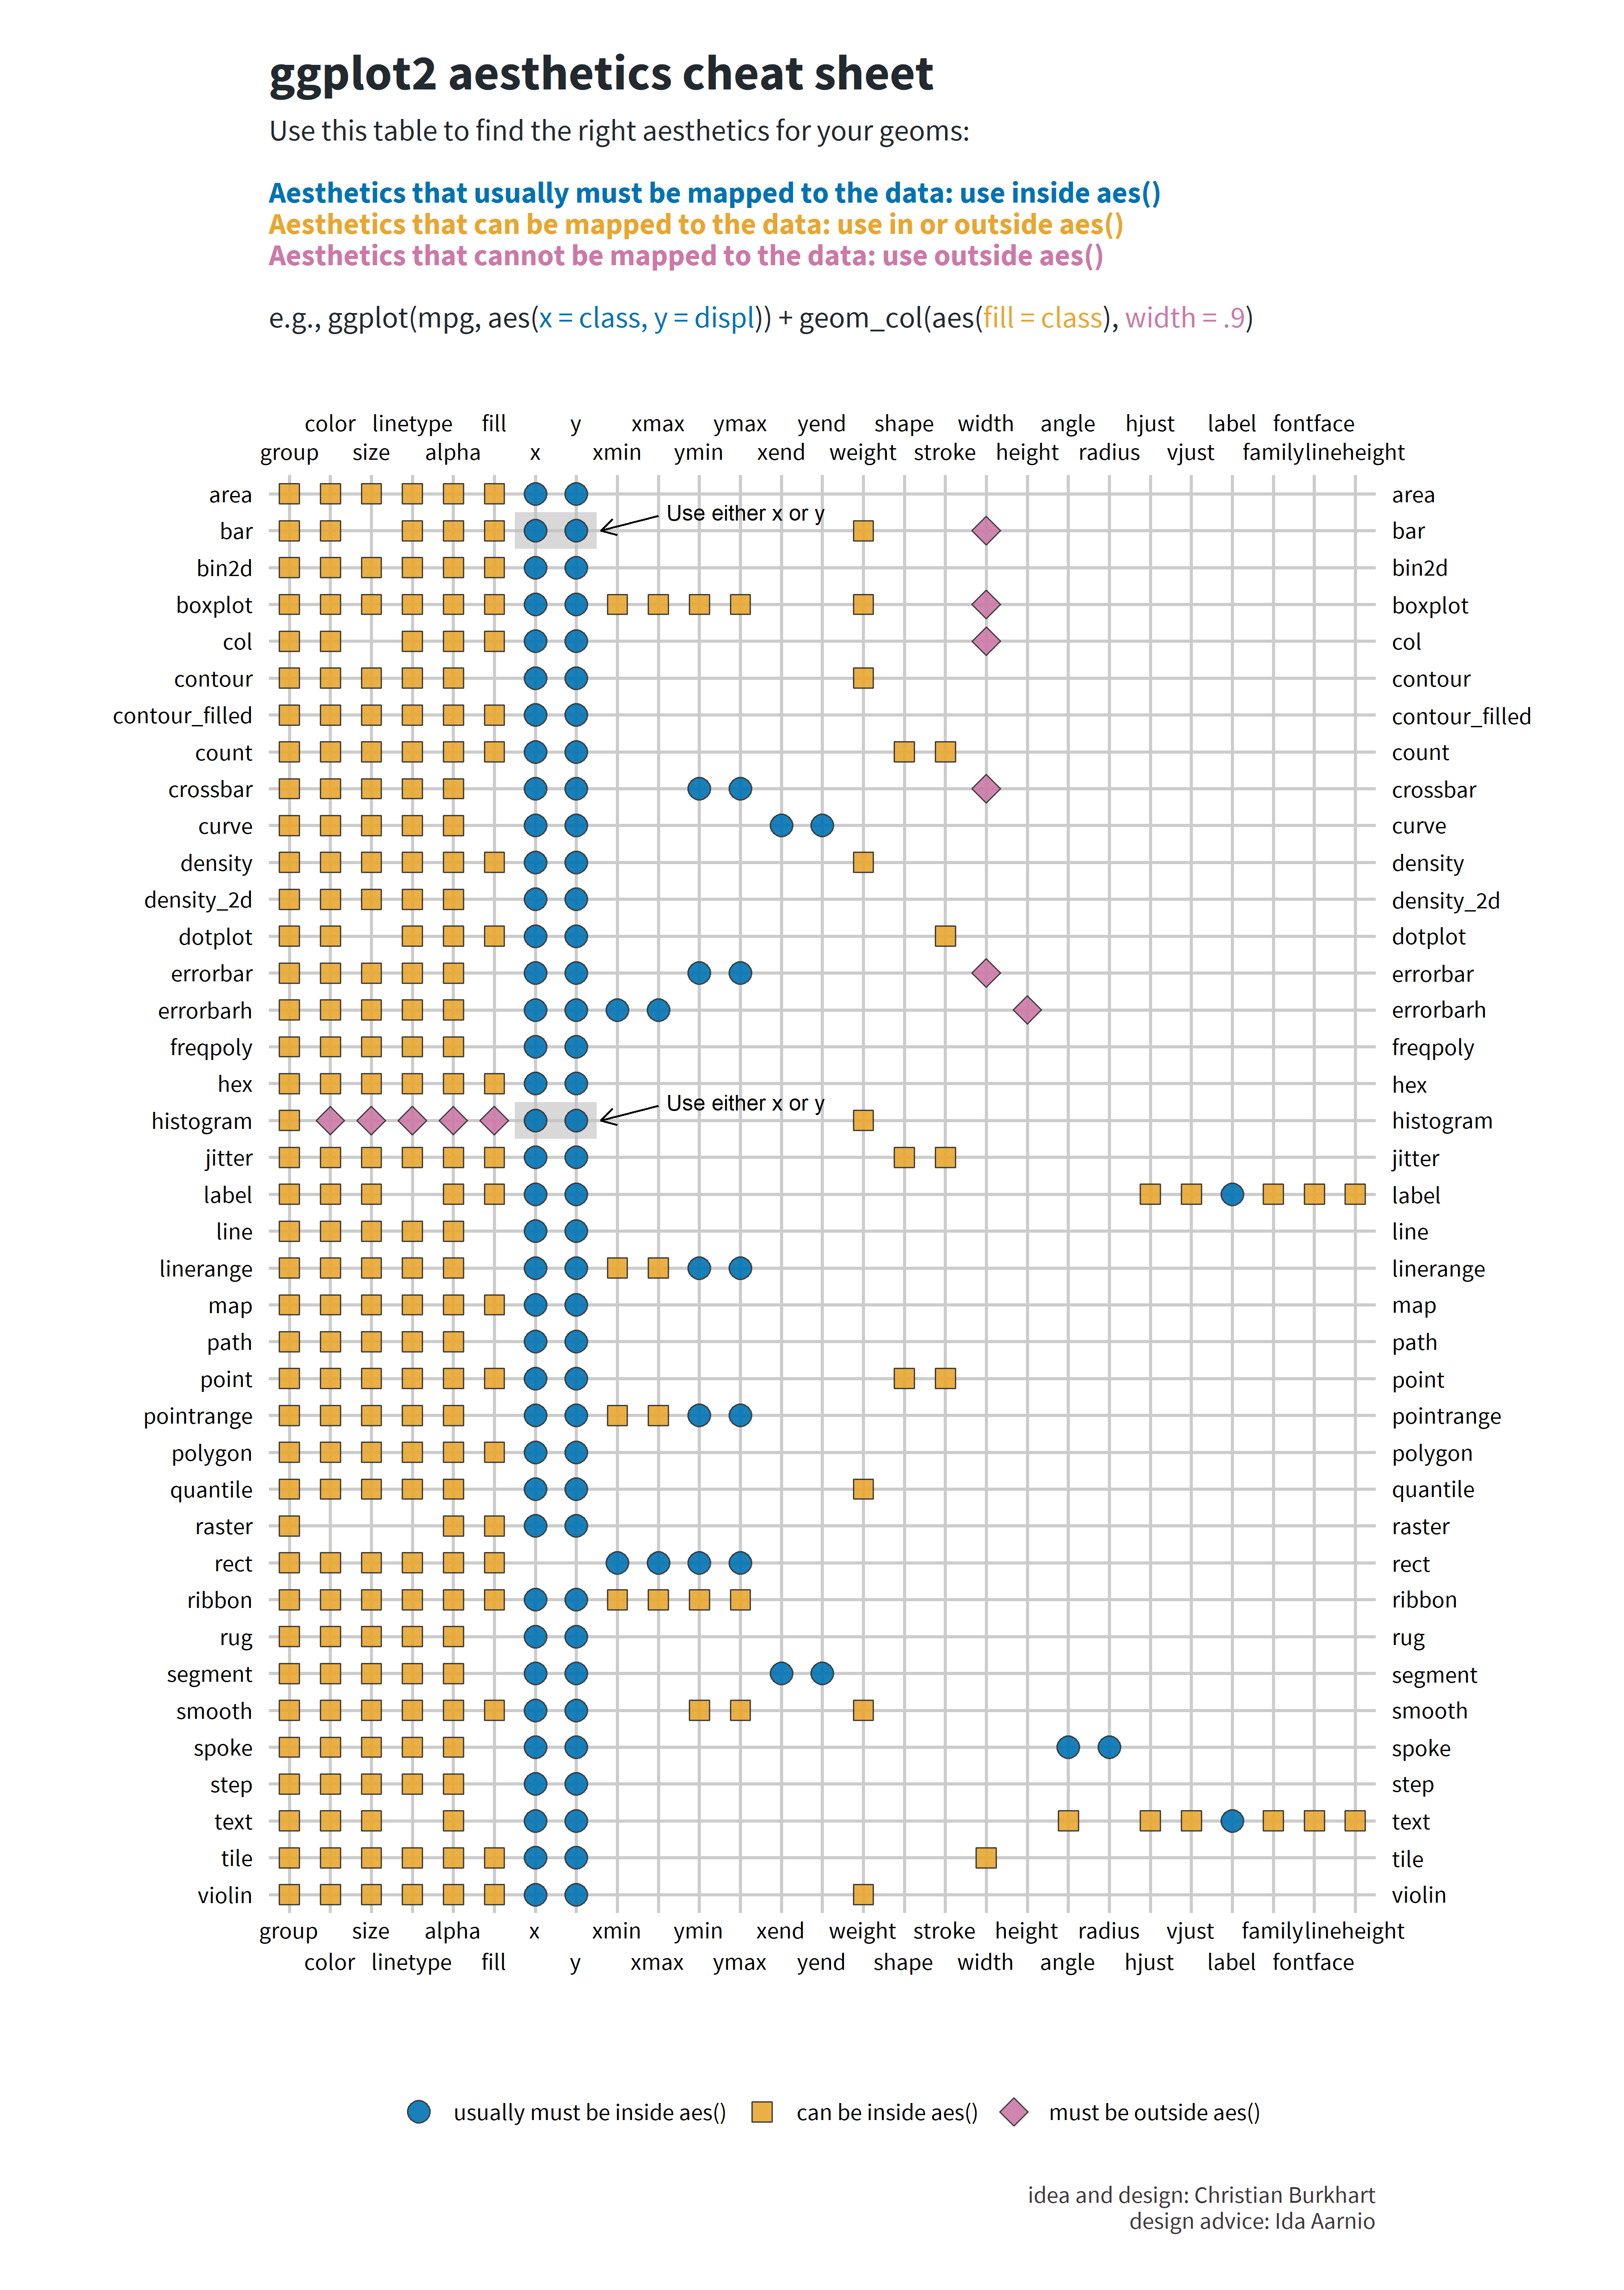 ggplot2 aesthetics cheat sheet
Use this table to find the right aesthetics for your geoms:
Aesthetics that usually must be mapped to the data: use inside aes()
Aesthetics that can be mapped to the data: use in or outside aes()
Aesthetics that cannot be mapped to the data: use outside aes()
e.g., ggplot(mpg, aes(x = class, y = displ)) + geom_col(aes(fill = class), width = .9)
color linetype fill y xmax ymax yend shape width angle hjust label fontface
group size alpha x xmin ymin xend weight stroke height radius vjust family lineheight
area area
Use either x or y
bar bar
bin2d bin2d
boxplot boxplot
col col
contour contour
contour_filled contour_filled
count count
crossbar crossbar
curve curve
density density
density_2d density_2d
dotplot dotplot
errorbar errorbar
errorbarh errorbarh
freqpoly freqpoly
hex hex
Use either x or y
histogram histogram
jitter jitter
label label
line line
linerange linerange
map map
path path
point point
pointrange pointrange
polygon polygon
quantile quantile
raster raster
rect rect
ribbon ribbon
rug rug
segment segment
smooth smooth
spoke spoke
step step
text text
tile tile
violin violin
group size alpha x xmin ymin xend weight stroke height radius vjust family lineheight
color linetype fill y xmax ymax yend shape width angle hjust label fontface
usually must be inside aes() can be inside aes() must be outside aes()
idea and design: Christian Burkhart
design advice: Ida Aarnio